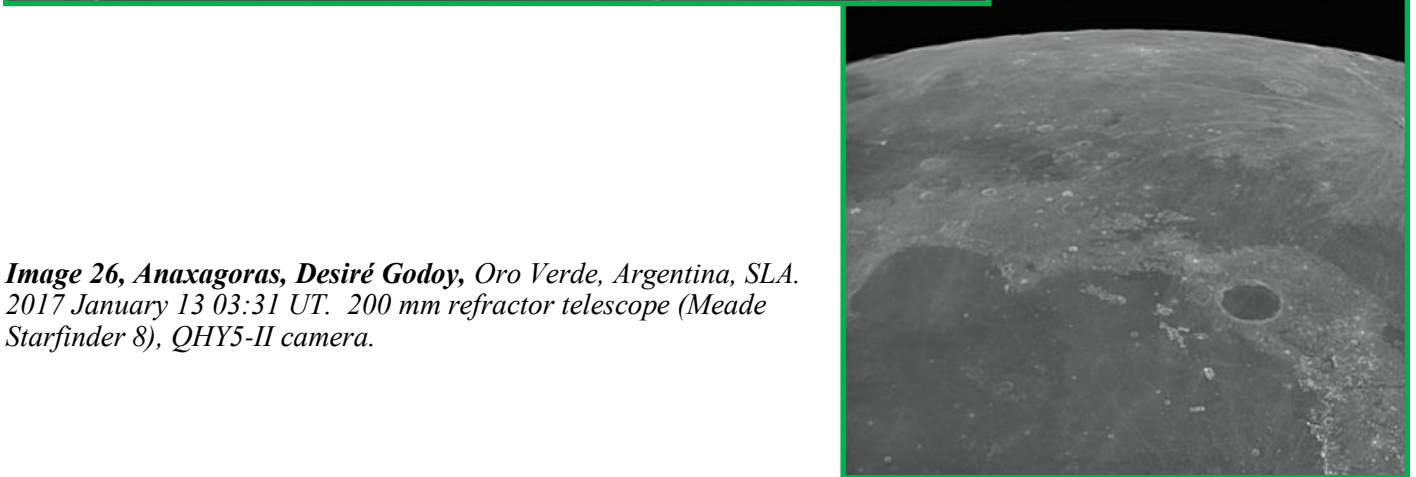 Image 26, Anaxagoras, Desiré Godoy, Oro Verde, Argentina, SLA.
2017 January 13 03:31 UT.  200 mm refractor telescope (Meade
Starfinder 8), QHY5-II camera.